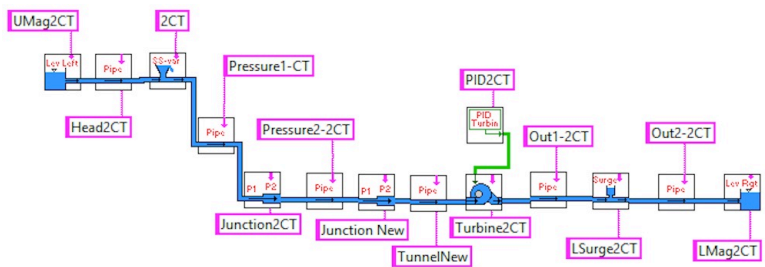 UMag2CT
2CT
Lev Left
Pipe
SS-var
Pressure1-CT
PID2CT
Head2CT
Pipe
Pressure2-2CT
PID
Turbin
Out1-2CT
Out2-2CT
P1 P2
Pipe
P1 P2
Pipe
Pipe
Surge
Pipe
Lev Rgt
Junction2CT
Junction New
Turbine2CT
TunnelNew
LSurge2CT
LMag2CT